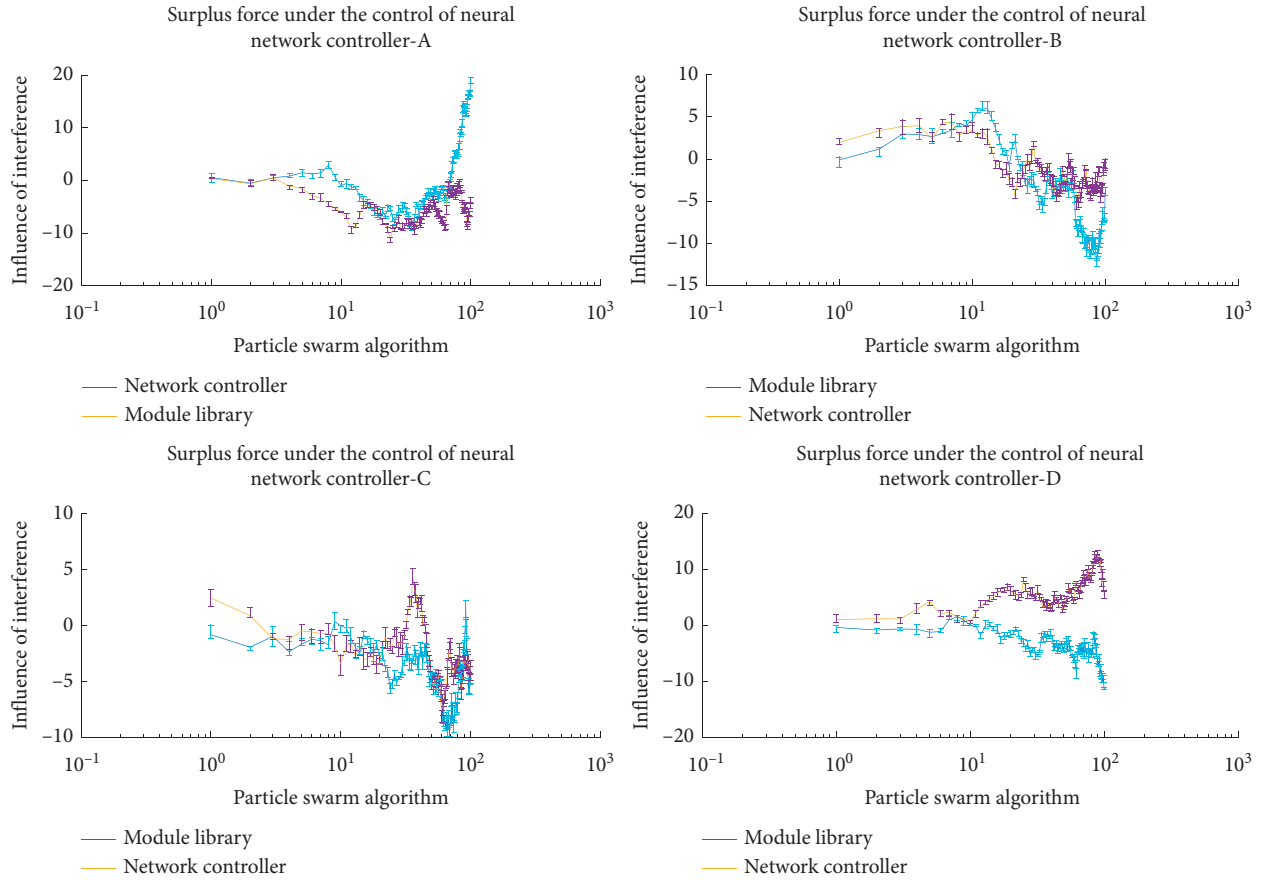 Surplus force under the control of neural
network controller-A
20
10
0
–10
–20
Influence of interference
10–1
100
101
102
103
Particle swarm algorithm
Network controller
Module library
Surplus force under the control of neural
network controller-B
10
5
0
–5
–10
–15
Influence of interference
10–1
100
101
102
103
Particle swarm algorithm
Module library
Network controller
Surplus force under the control of neural
network controller-C
10
5
0
–5
–10
Influence of interference
10–1
100
101
102
103
Particle swarm algorithm
Module library
Network controller
Surplus force under the control of neural
network controller-D
20
10
0
–10
–20
Influence of interference
10–1
100
101
102
103
Particle swarm algorithm
Module library
Network controller